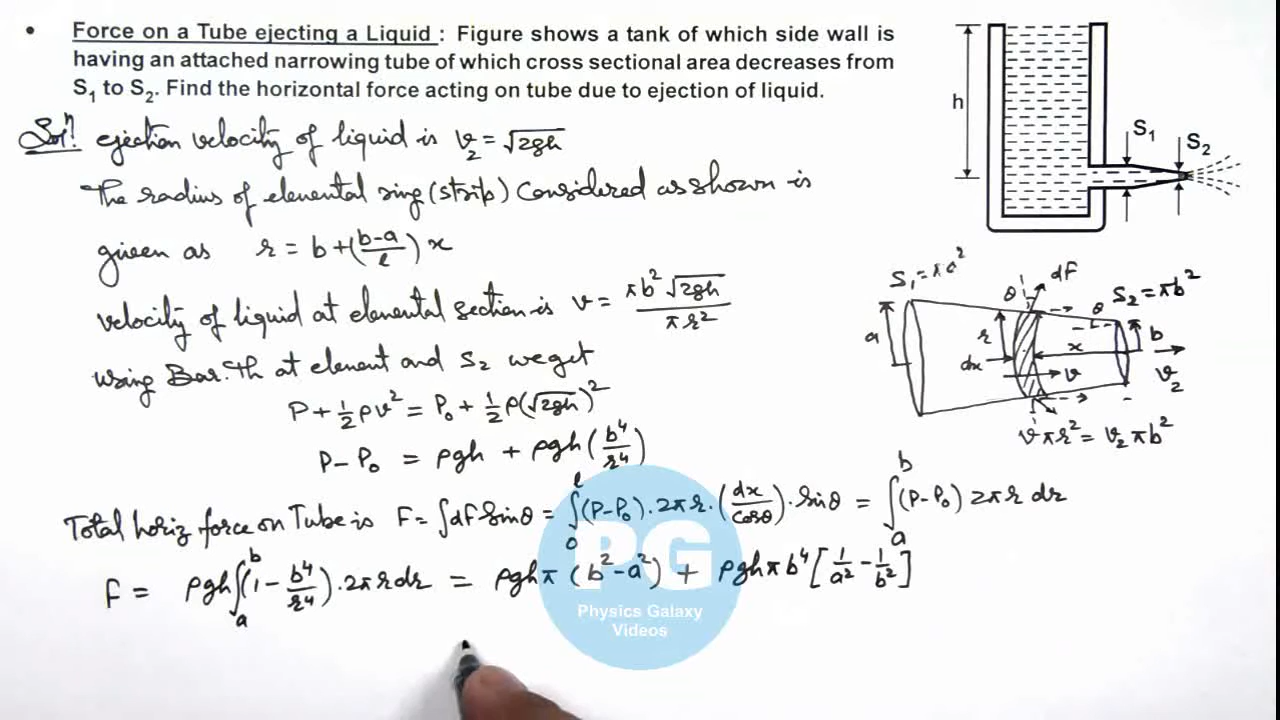 • Force on a Tube ejecting a Liquid : Figure shows a tank of which side wall is
having an attached narrowing tube of which cross sectional area decreases from
S₁ to S₂. Find the horizontal force acting on tube due to ejection of liquid.
Solⁿ. ejection velocity of liquid is v₂ = √2gh
The radius of elemental ring (strip) Considered as shown is
given as r = b + (b-a/l) x
velocity of liquid at elemental section is v = πb²√2gh / πr²
using Ber. Th at element and S₂ we get
P + ½ρv² = P₀ + ½ρ(√2gh)²
P - P₀ = ρgh + ρgh (b⁴/r⁴)
Total horiz force on Tube is F = ∫dF sinθ = ∫₀ˡ (P-P₀) · 2πr · (dx/cosθ) · sinθ = ∫ₐᵇ (P-P₀) 2πr dr
F = ρgh ∫ₐᵇ (1 - b⁴/r⁴) · 2πr dr = ρghπ (b² - a²) + ρghπb⁴ [1/a² - 1/b²]
h
S₁
S₂
S₁ = πa²
dF
θ
S₂ = πb²
θ
a
r
x
b
dx
v
v₂
vπr² = v₂πb²
PG
Physics Galaxy
Videos